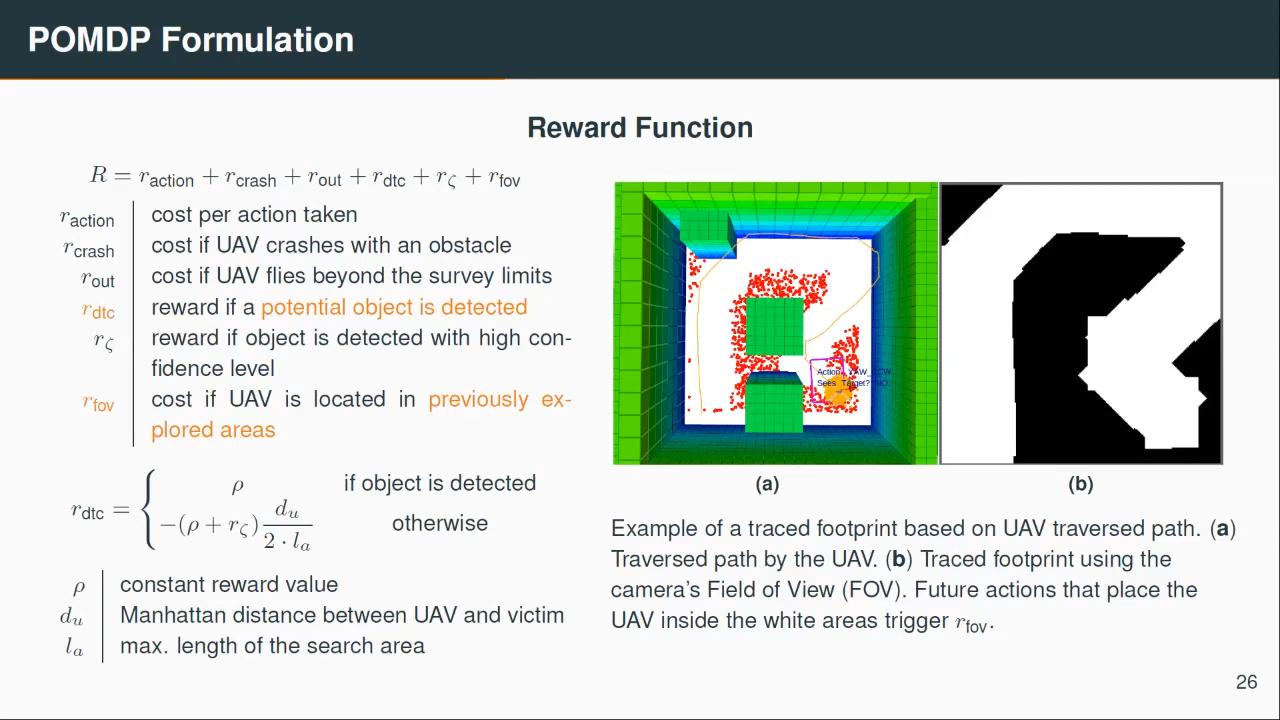 POMDP Formulation
Reward Function
R = r_action + r_crash + r_out + r_dtc + r_ζ + r_fov
r_action cost per action taken
r_crash cost if UAV crashes with an obstacle
r_out cost if UAV flies beyond the survey limits
r_dtc reward if a potential object is detected
r_ζ reward if object is detected with high con-
fidence level
r_fov cost if UAV is located in previously ex-
plored areas
r_dtc = { ρ if object is detected
−(ρ + r_ζ) d_u / (2 · l_a) otherwise
ρ constant reward value
d_u Manhattan distance between UAV and victim
l_a max. length of the search area
Sees Target? NO
(a)
(b)
Example of a traced footprint based on UAV traversed path. (a)
Traversed path by the UAV. (b) Traced footprint using the
camera's Field of View (FOV). Future actions that place the
UAV inside the white areas trigger r_fov.
26